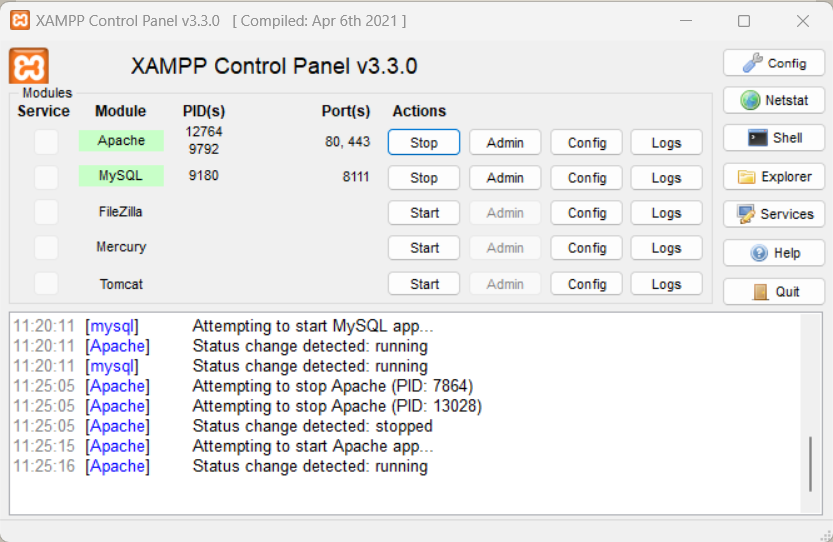 XAMPP Control Panel v3.3.0 [ Compiled: Apr 6th 2021 ]
XAMPP Control Panel v3.3.0
Config
Netstat
Shell
Explorer
Services
Help
Quit
Modules
Service Module PID(s) Port(s) Actions
Apache 12764 9792 80, 443 Stop Admin Config Logs
MySQL 9180 8111 Stop Admin Config Logs
FileZilla Start Admin Config Logs
Mercury Start Admin Config Logs
Tomcat Start Admin Config Logs
11:20:11 [mysql] Attempting to start MySQL app...
11:20:11 [Apache] Status change detected: running
11:20:11 [mysql] Status change detected: running
11:25:05 [Apache] Attempting to stop Apache (PID: 7864)
11:25:05 [Apache] Attempting to stop Apache (PID: 13028)
11:25:05 [Apache] Status change detected: stopped
11:25:15 [Apache] Attempting to start Apache app...
11:25:16 [Apache] Status change detected: running